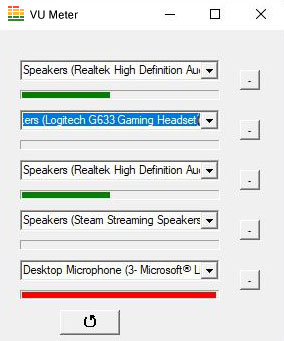 VU Meter
Speakers (Realtek High Definition Au
-
ers (Logitech G633 Gaming Headset
-
Speakers (Realtek High Definition Au
-
Speakers (Steam Streaming Speakers
-
Desktop Microphone (3- Microsoft® L
-